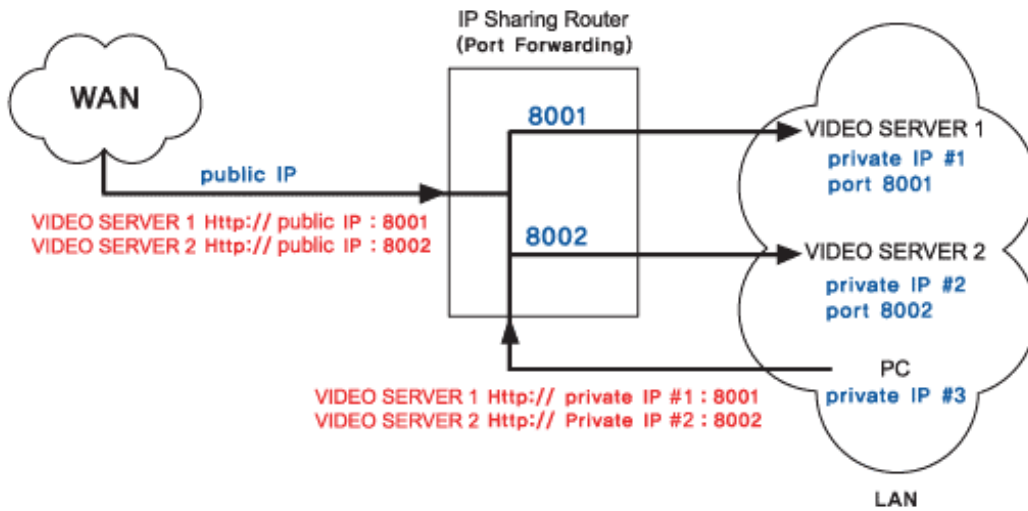 IP Sharing Router
(Port Forwarding)
WAN
8001
VIDEO SERVER 1
private IP #1
port 8001
public IP
VIDEO SERVER 1 Http:// public IP : 8001
VIDEO SERVER 2 Http:// public IP : 8002
8002
VIDEO SERVER 2
private IP #2
port 8002
PC
private IP #3
VIDEO SERVER 1 Http:// private IP #1 : 8001
VIDEO SERVER 2 Http:// Private IP #2 : 8002
LAN